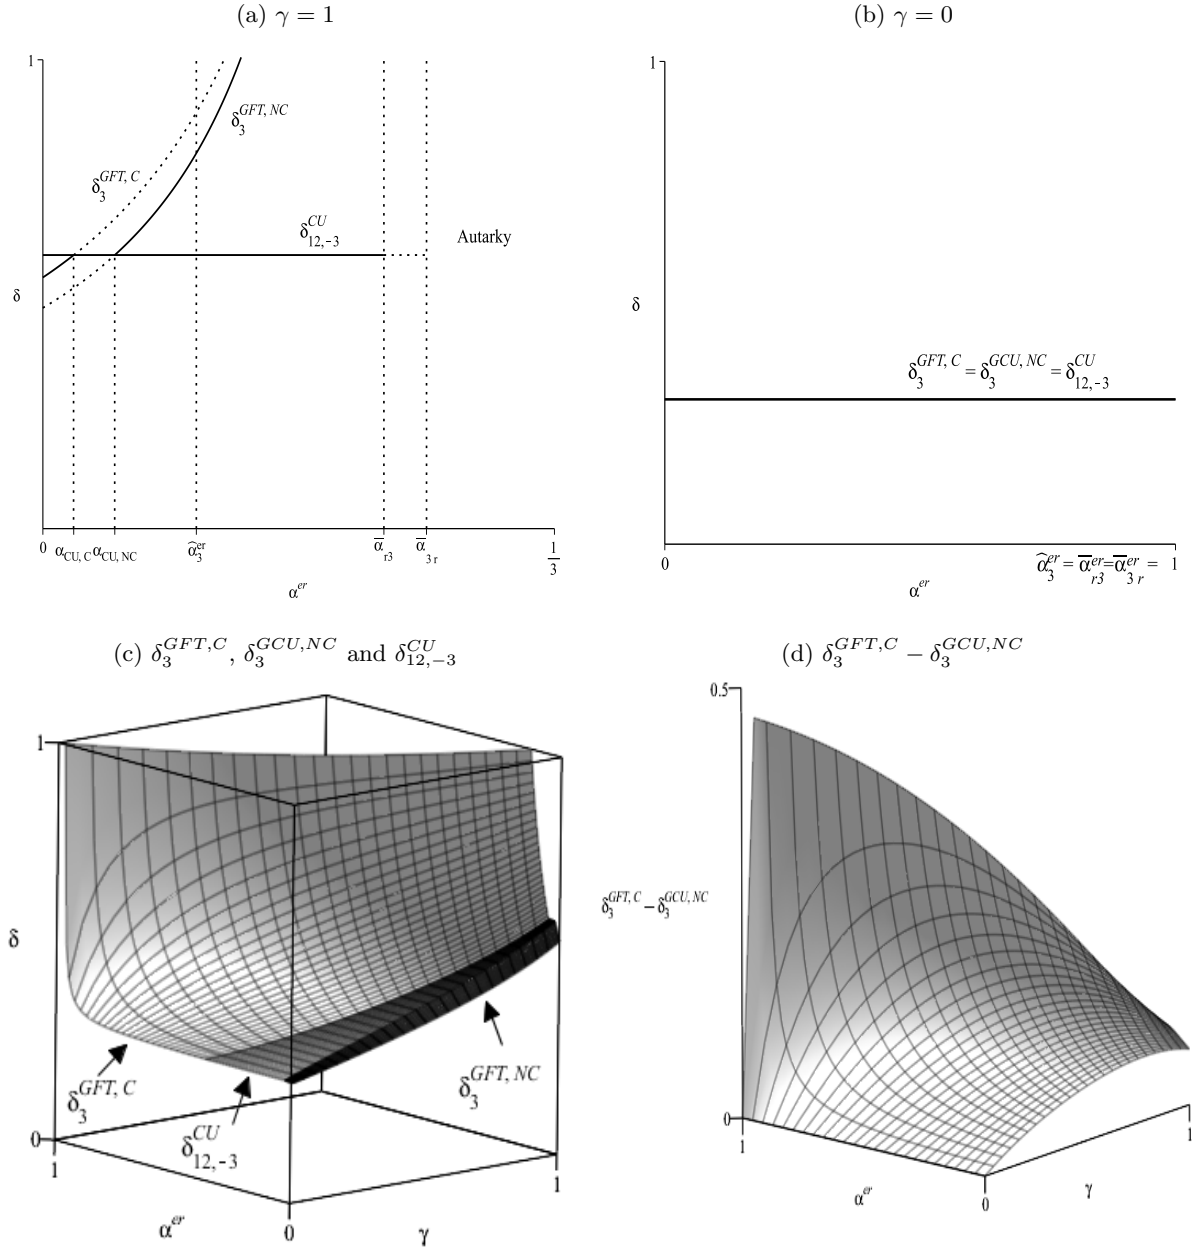 (a) γ = 1
1
δ_3^{GFT, NC}
δ_3^{GFT, C}
δ_{12,−3}^{CU}
Autarky
δ
0 α_{CU, C} α_{CU, NC} α̂_3^{er} ᾱ_{r3} ᾱ_{3r} 1/3
α^{er}
(b) γ = 0
1
δ
δ_3^{GFT, C} = δ_3^{GCU, NC} = δ_{12,−3}^{CU}
0 α̂_3^{er} = ᾱ_{r3}^{er} = ᾱ_{3r}^{er} = 1
α^{er}
(c) δ_3^{GFT,C}, δ_3^{GCU,NC} and δ_{12,−3}^{CU}
1
δ
δ_3^{GFT, C}
δ_{12,−3}^{CU}
δ_3^{GFT, NC}
0
1
1
α^{er}
0
γ
(d) δ_3^{GFT,C} − δ_3^{GCU,NC}
0.5
δ_3^{GFT, C} − δ_3^{GCU, NC}
0
1
1
α^{er}
0
γ